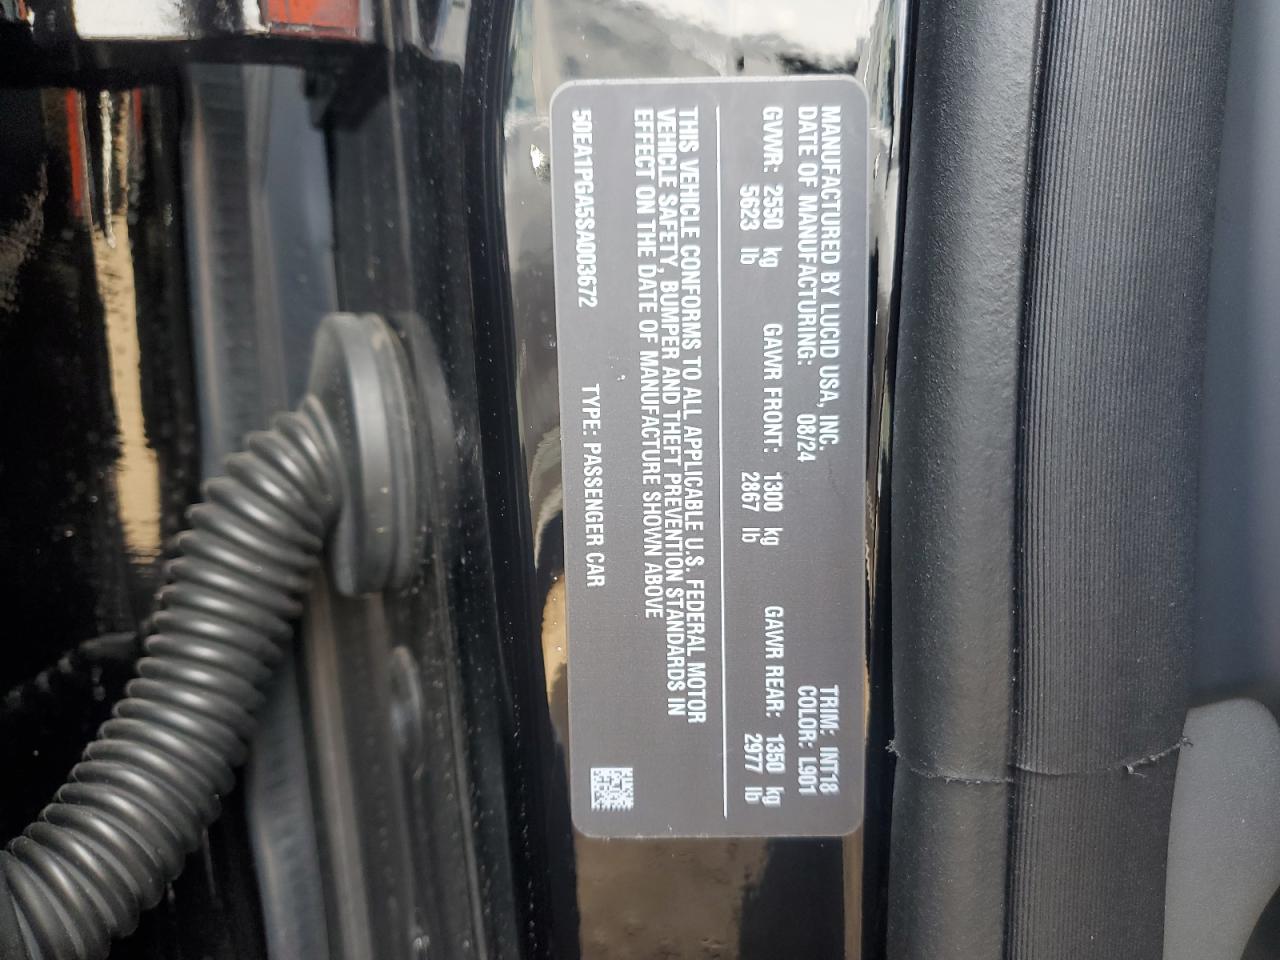 MANUFACTURED BY LUCID USA, INC. TRIM: INT18
DATE OF MANUFACTURING: 08/24 COLOR: L901
GVWR: 2550 kg GAWR FRONT: 1300 kg GAWR REAR: 1350 kg
5623 lb 2867 lb 2977 lb
THIS VEHICLE CONFORMS TO ALL APPLICABLE U.S. FEDERAL MOTOR
VEHICLE SAFETY, BUMPER AND THEFT PREVENTION STANDARDS IN
EFFECT ON THE DATE OF MANUFACTURE SHOWN ABOVE
50EA1PGA5SA003672 TYPE: PASSENGER CAR